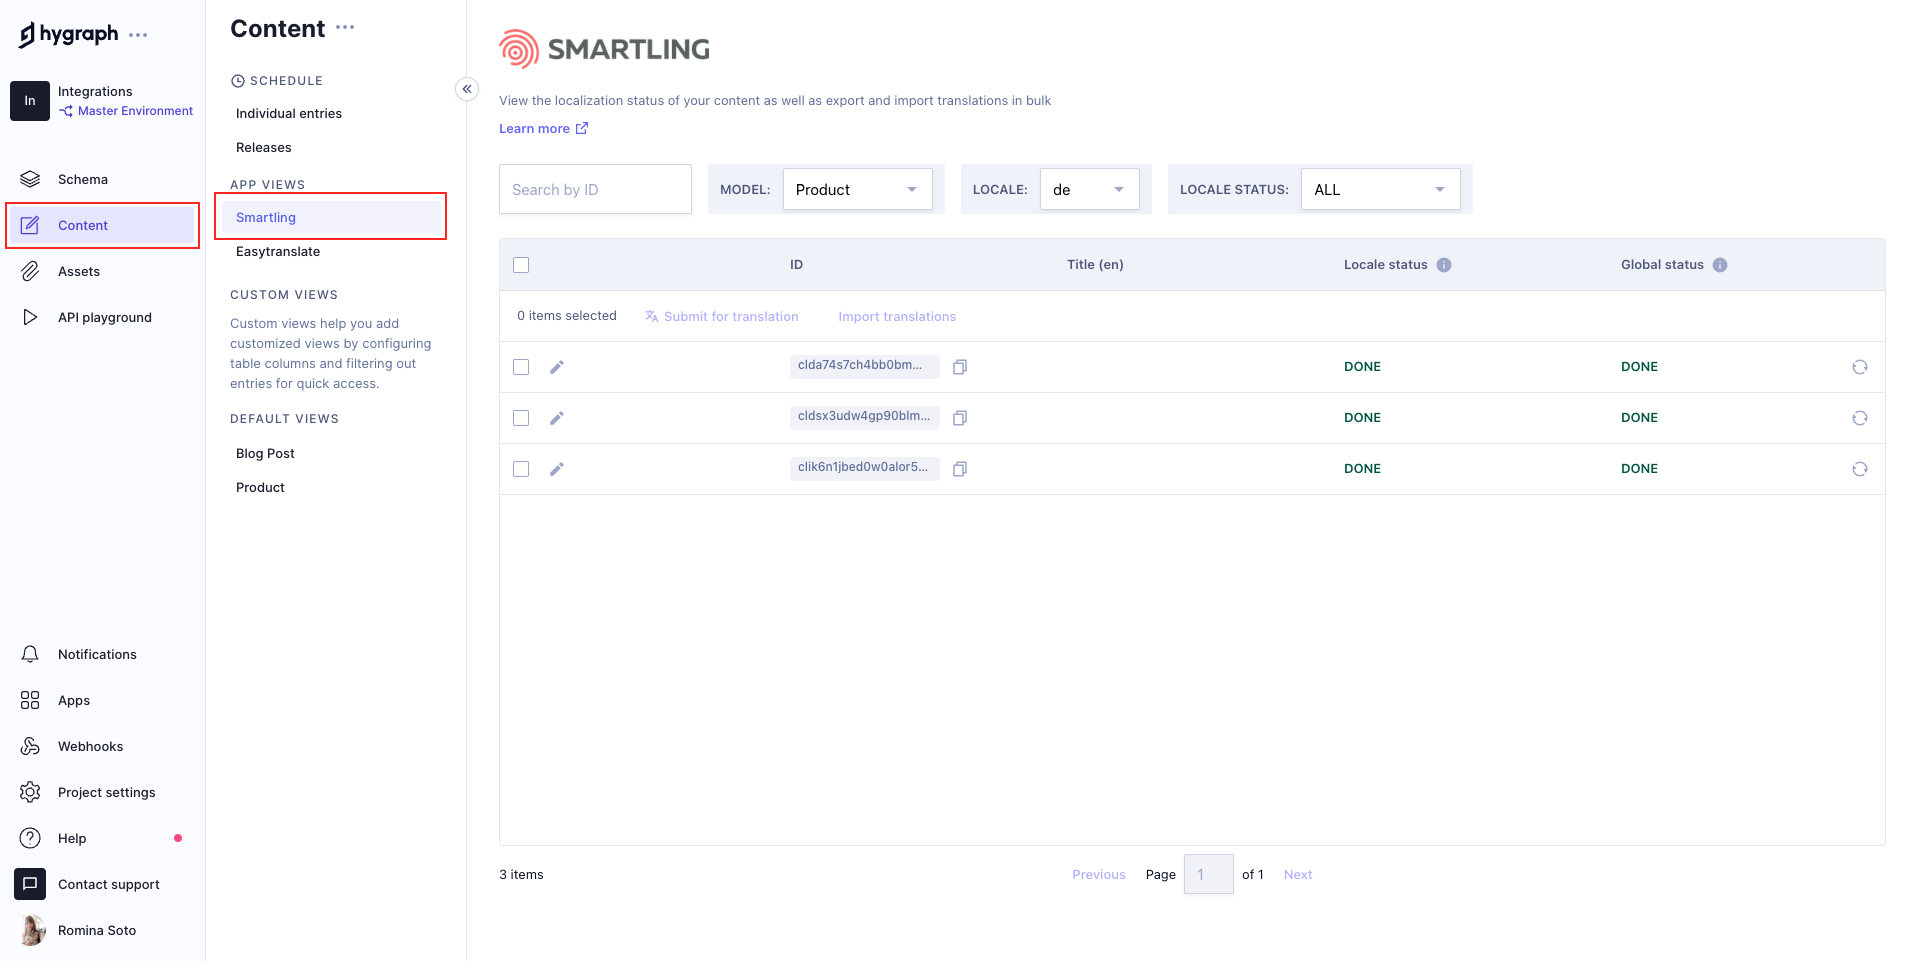 hygraph
In
Integrations
Master Environment
Schema
Content
Assets
API playground
Notifications
Apps
Webhooks
Project settings
Help
Contact support
Romina Soto
Content
SCHEDULE
Individual entries
Releases
APP VIEWS
Smartling
Easytranslate
CUSTOM VIEWS
Custom views help you add
customized views by configuring
table columns and filtering out
entries for quick access.
DEFAULT VIEWS
Blog Post
Product
SMARTLING
View the localization status of your content as well as export and import translations in bulk
Learn more
Search by ID MODEL: Product LOCALE: de LOCALE STATUS: ALL
ID Title (en) Locale status Global status
0 items selected Submit for translation Import translations
clda74s7ch4bb0bm... DONE DONE
cldsx3udw4gp90blm... DONE DONE
clik6n1jbed0w0alor5... DONE DONE
3 items Previous Page 1 of 1 Next